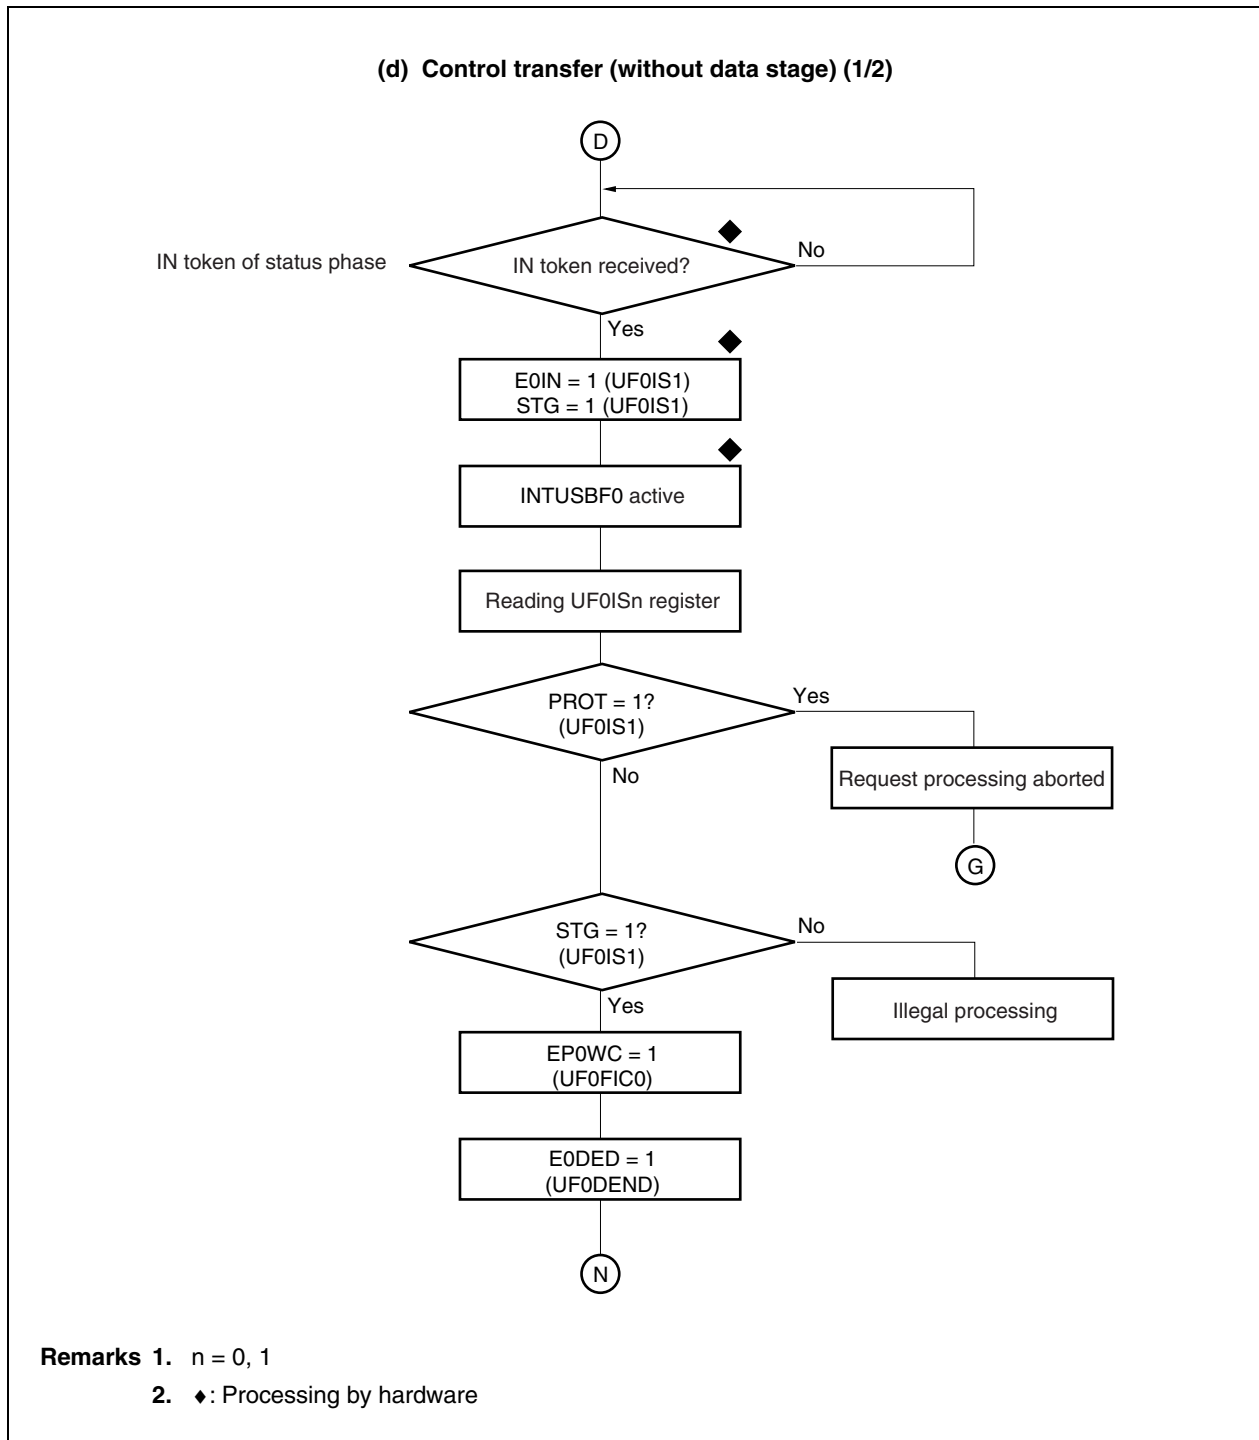 (d) Control transfer (without data stage) (1/2)
D
IN token of status phase
IN token received?
No
Yes
E0IN = 1 (UF0IS1)
STG = 1 (UF0IS1)
INTUSBF0 active
Reading UF0ISn register
PROT = 1?
(UF0IS1)
Yes
No
Request processing aborted
G
STG = 1?
(UF0IS1)
No
Yes
Illegal processing
EP0WC = 1
(UF0FIC0)
E0DED = 1
(UF0DEND)
N
Remarks 1. n = 0, 1
2. ♦: Processing by hardware